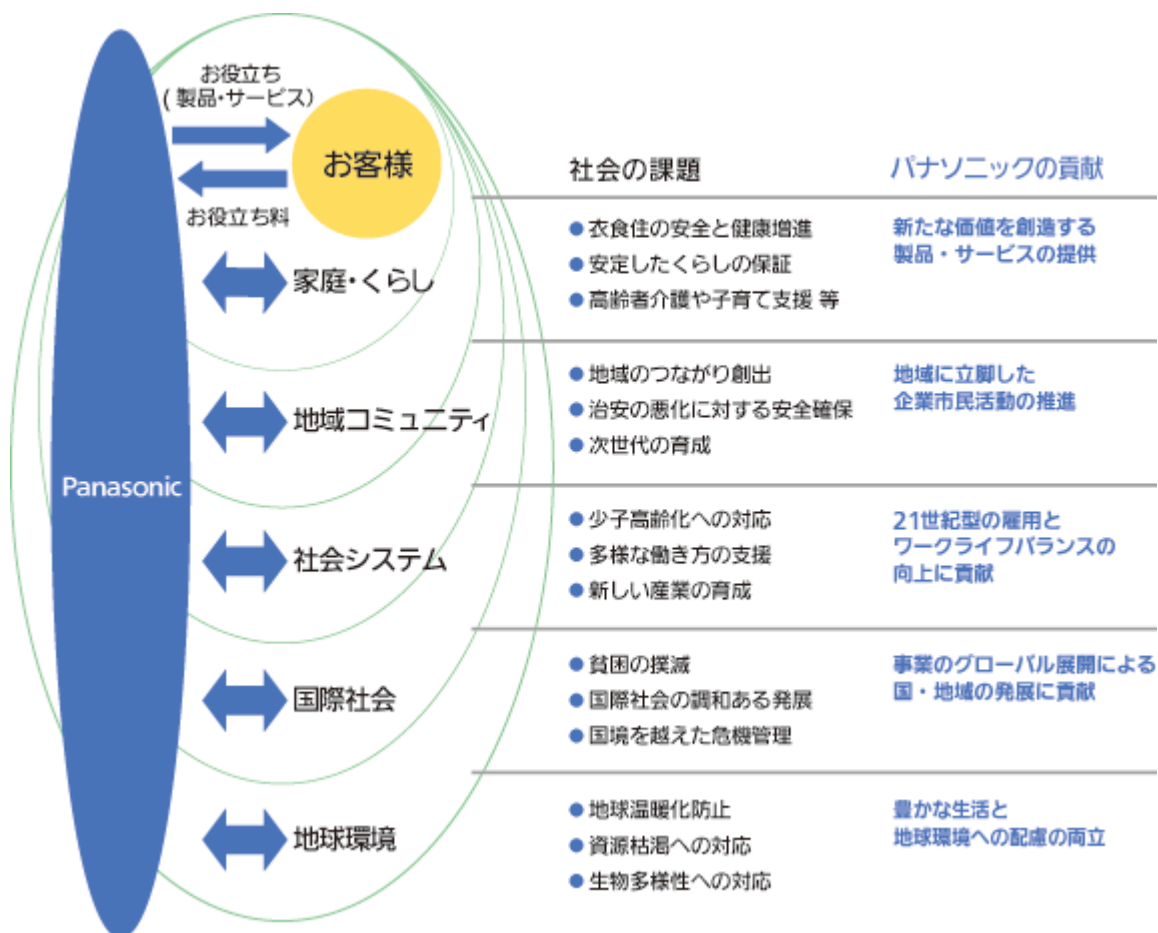 お役立ち
(製品・サービス)
お客様
お役立ち料
家庭・くらし
地域コミュニティ
Panasonic
社会システム
国際社会
地球環境
社会の課題
パナソニックの貢献
● 衣食住の安全と健康増進
● 安定したくらしの保証
● 高齢者介護や子育て支援 等
新たな価値を創造する
製品・サービスの提供
● 地域のつながり創出
● 治安の悪化に対する安全確保
● 次世代の育成
地域に立脚した
企業市民活動の推進
● 少子高齢化への対応
● 多様な働き方の支援
● 新しい産業の育成
21世紀型の雇用と
ワークライフバランスの
向上に貢献
● 貧困の撲滅
● 国際社会の調和ある発展
● 国境を越えた危機管理
事業のグローバル展開による
国・地域の発展に貢献
● 地球温暖化防止
● 資源枯渇への対応
● 生物多様性への対応
豊かな生活と
地球環境への配慮の両立